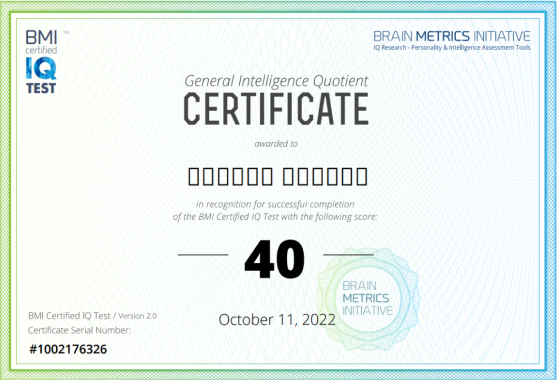 BMI ™
certified
IQ
TEST
BRAIN METRICS INITIATIVE
IQ Research - Personality & Intelligence Assessment Tools
General Intelligence Quotient
CERTIFICATE
awarded to
in recognition for successful completion
of the BMI Certified IQ Test with the following score:
40
BRAIN
METRICS
INITIATIVE
BMI Certified IQ Test / Version 2.0
Certificate Serial Number:
#1002176326
October 11, 2022